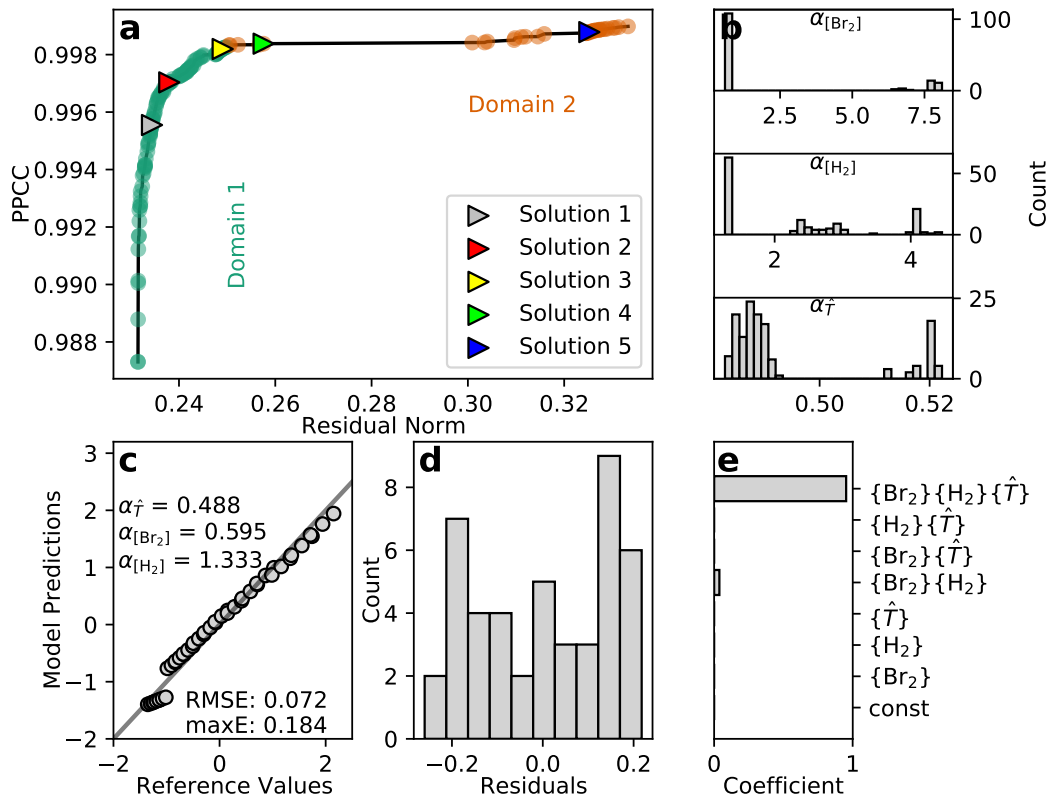 a
0.998
0.996
0.994
0.992
0.990
0.988
PPCC
Domain 1
Domain 2
Solution 1
Solution 2
Solution 3
Solution 4
Solution 5
0.24 0.26 0.28 0.30 0.32
Residual Norm
b
α[Br₂]
100
0
2.5 5.0 7.5
α[H₂]
50
0
2 4
Count
α_T̂
25
0
0.50 0.52
c
3
2
1
0
−1
−2
Model Predictions
α_T̂ = 0.488
α[Br₂] = 0.595
α[H₂] = 1.333
RMSE: 0.072
maxE: 0.184
−2 0 2
Reference Values
d
8
6
4
2
0
Count
−0.2 0.0 0.2
Residuals
e
{Br₂}{H₂}{T̂}
{H₂}{T̂}
{Br₂}{T̂}
{Br₂}{H₂}
{T̂}
{H₂}
{Br₂}
const
0 1
Coefficient